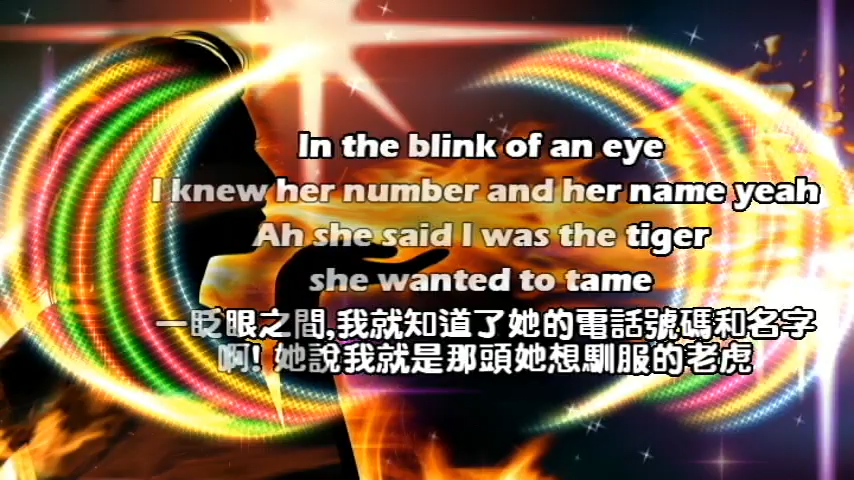 In the blink of an eye
I knew her number and her name yeah
Ah she said I was the tiger
she wanted to tame
一眨眼之間,我就知道了她的電話號碼和名字
啊! 她說我就是那頭她想馴服的老虎